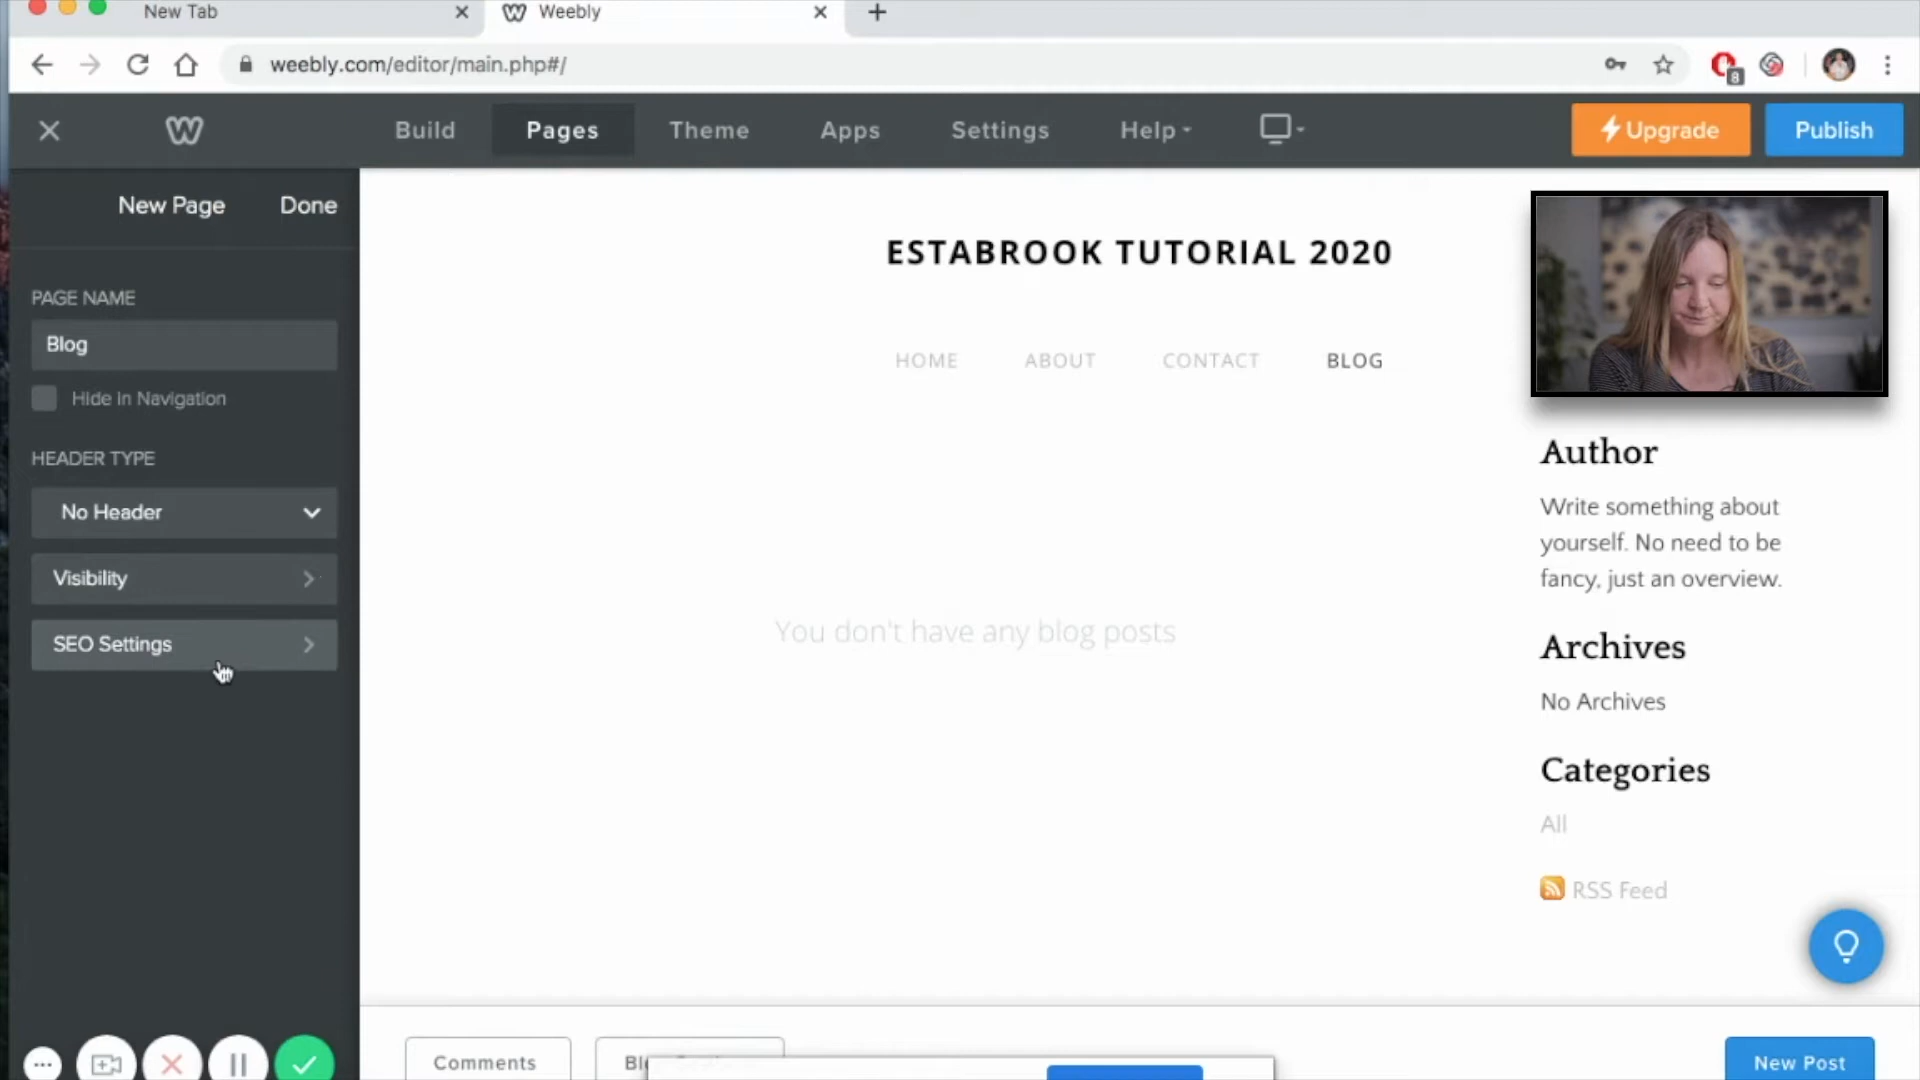 New Tab
Weebly
weebly.com/editor/main.php#/
8
Build
Pages
Theme
Apps
Settings
Help
Upgrade
Publish
New Page
Done
PAGE NAME
Blog
Hide In Navigation
HEADER TYPE
No Header
Visibility
SEO Settings
ESTABROOK TUTORIAL 2020
HOME
ABOUT
CONTACT
BLOG
You don't have any blog posts
Author
Write something about
yourself. No need to be
fancy, just an overview.
Archives
No Archives
Categories
All
RSS Feed
Comments
New Post